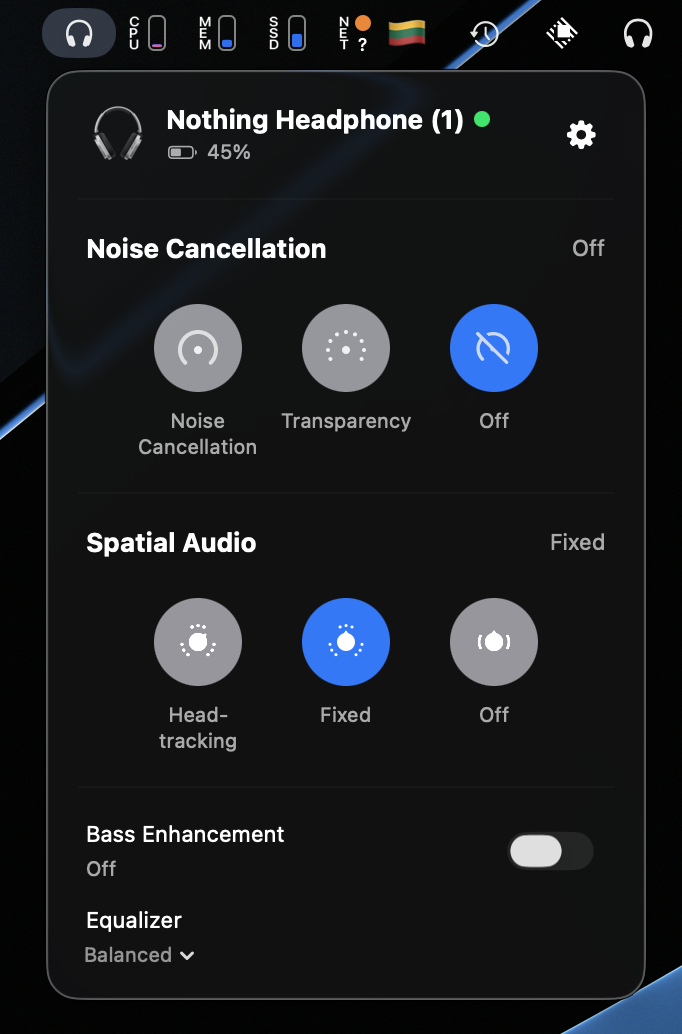 CPU
MEM
SSD
NET
?
Nothing Headphone (1)
45%
Noise Cancellation
Off
Noise
Cancellation
Transparency
Off
Spatial Audio
Fixed
Head-
tracking
Fixed
Off
Bass Enhancement
Off
Equalizer
Balanced